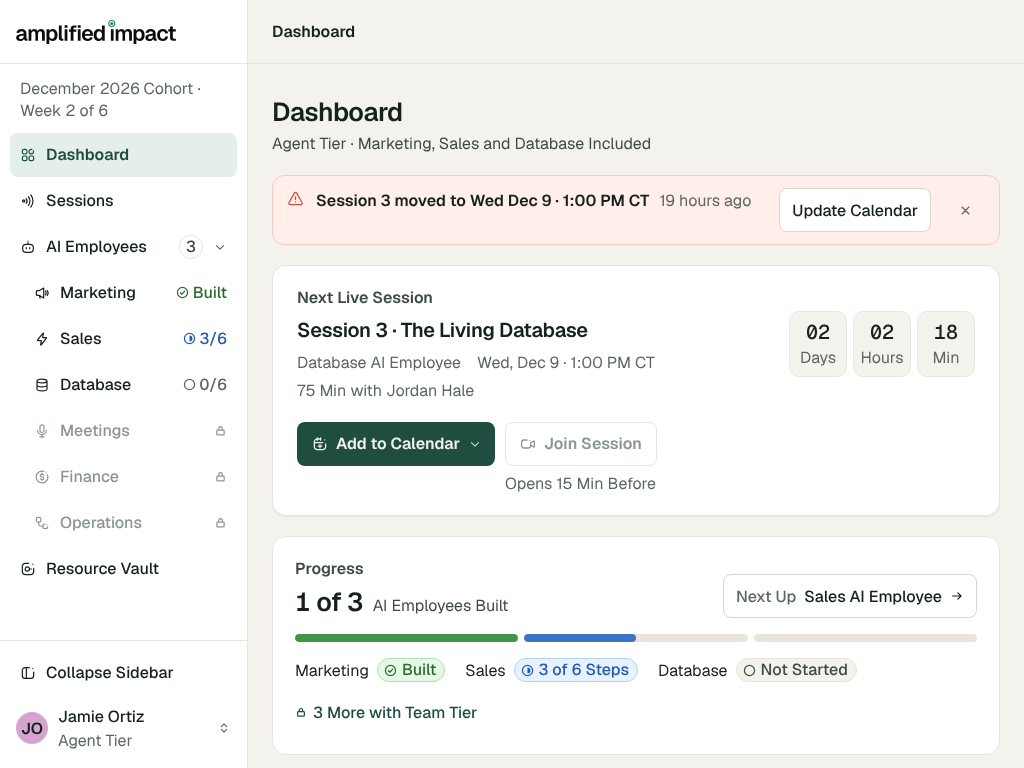 amplified impact
Dashboard
December 2026 Cohort ·
Week 2 of 6
Dashboard
Sessions
AI Employees 3
Marketing Built
Sales 3/6
Database 0/6
Meetings
Finance
Operations
Resource Vault
Collapse Sidebar
JO
Jamie Ortiz
Agent Tier
Dashboard
Agent Tier · Marketing, Sales and Database Included
Session 3 moved to Wed Dec 9 · 1:00 PM CT 19 hours ago
Update Calendar
Next Live Session
Session 3 · The Living Database
Database AI Employee Wed, Dec 9 · 1:00 PM CT
75 Min with Jordan Hale
02 02 18
Days Hours Min
Add to Calendar
Join Session
Opens 15 Min Before
Progress
1 of 3 AI Employees Built
Next Up Sales AI Employee
Marketing Built Sales 3 of 6 Steps Database Not Started
3 More with Team Tier